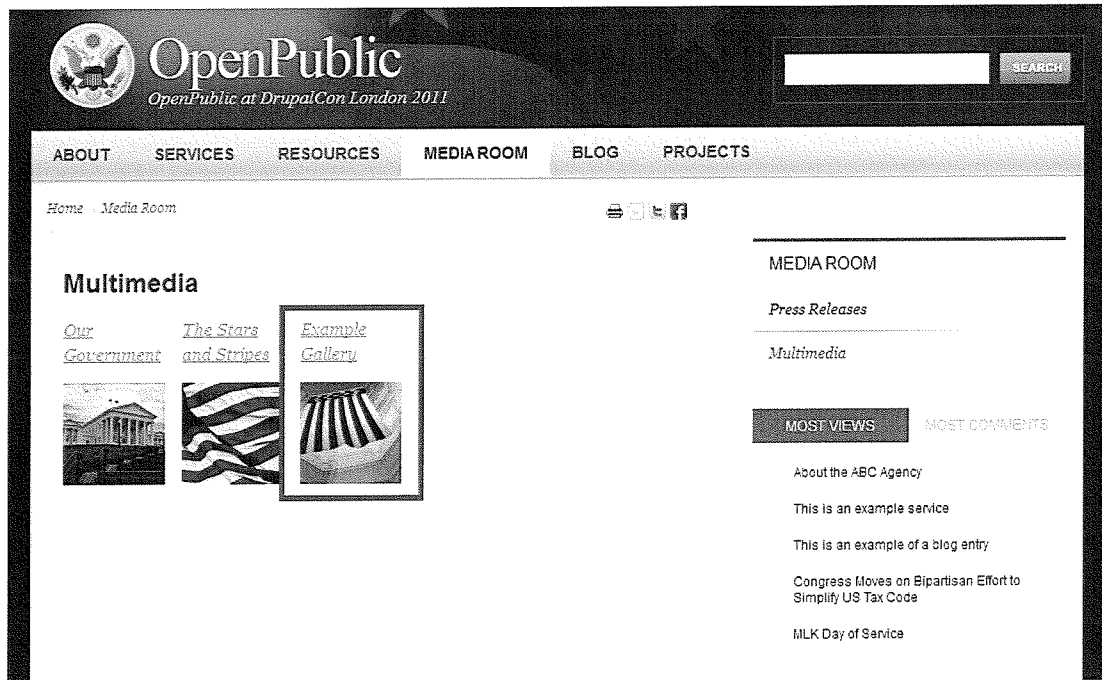 OpenPublic
OpenPublic at DrupalCon London 2011
SEARCH
ABOUT SERVICES RESOURCES MEDIA ROOM BLOG PROJECTS
Home Media Room
Multimedia
Our
Government
The Stars
and Stripes
Example
Gallery
MEDIA ROOM
Press Releases
Multimedia
MOST VIEWS MOST COMMENTS
About the ABC Agency
This is an example service
This is an example of a blog entry
Congress Moves on Bipartisan Effort to
Simplify US Tax Code
MLK Day of Service